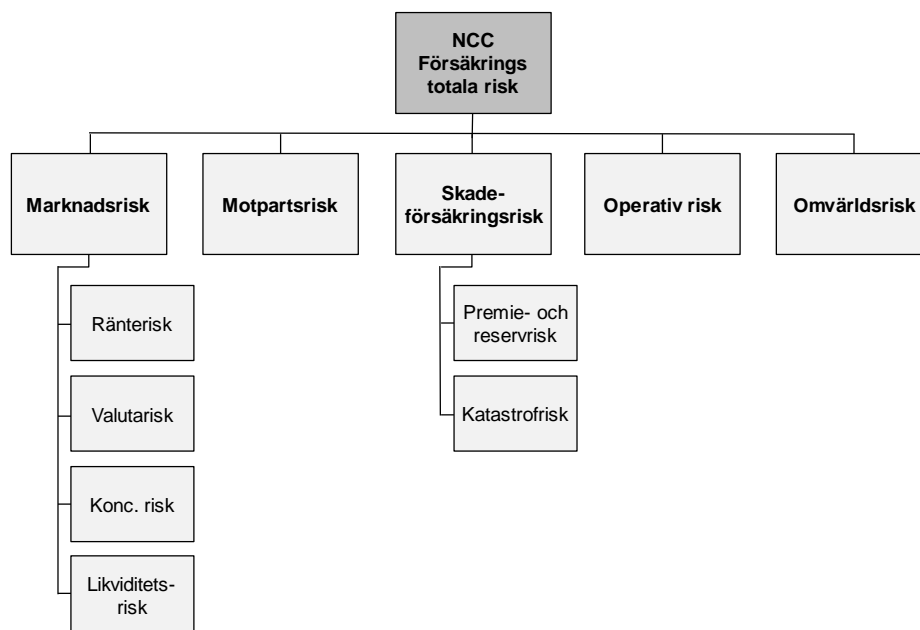 NCC
Försäkrings
totala risk
Marknadsrisk
Motpartsrisk
Skade-
försäkringsrisk
Operativ risk
Omvärldsrisk
Ränterisk
Valutarisk
Konc. risk
Likviditets-
risk
Premie- och
reservrisk
Katastrofrisk